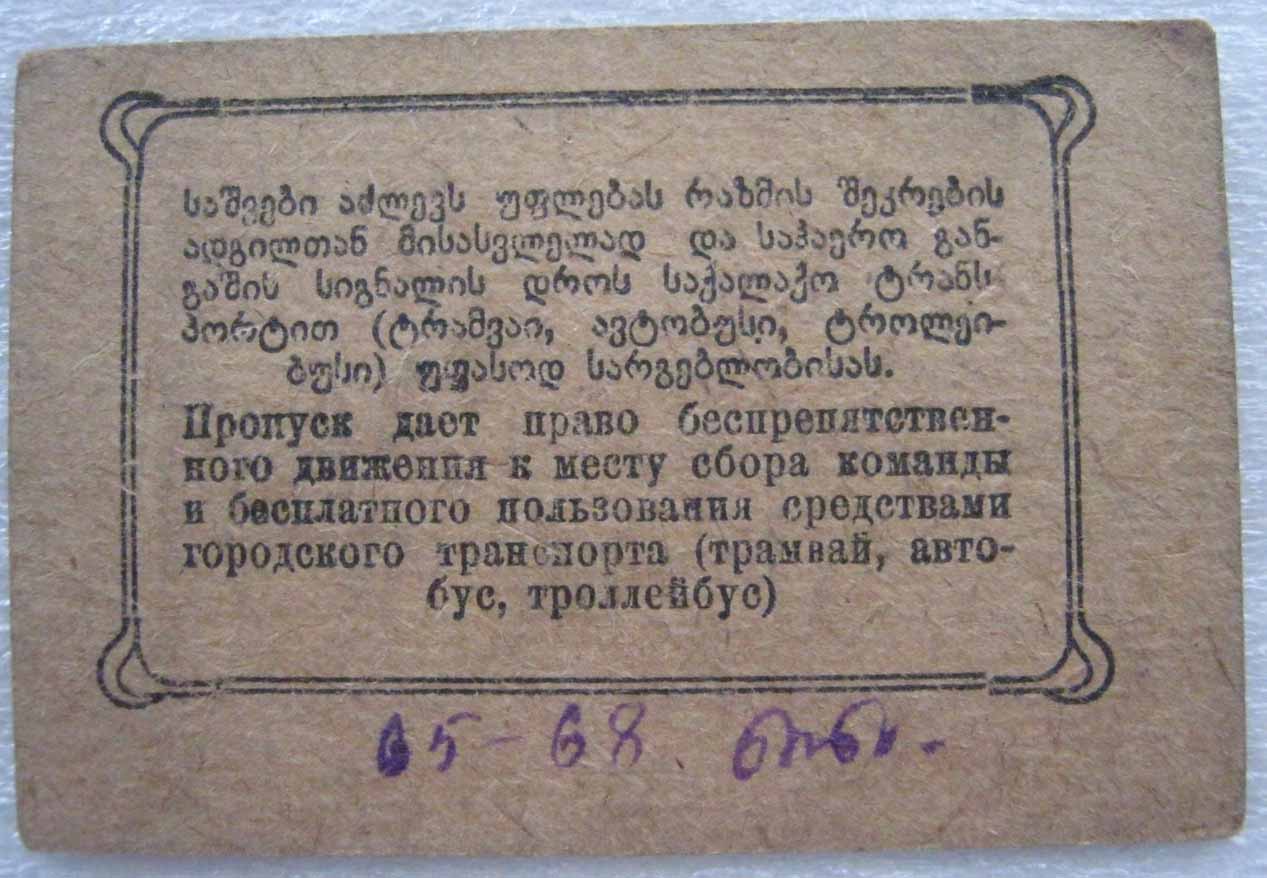 საშვები აძლევს უფლებას რაზმის შეკრების
ადგილთან მისასვლელად და საჰაერო გან-
გაშის სიგნალის დროს საქალაქო ტრანს
პორტით (ტრამვაი, ავტობუსი, ტროლეი-
ბუსი) უფასოდ სარგებლობისას.
Пропуск дает право беспрепятствен-
ного движения к месту сбора команды
и бесплатного пользования средствами
городского транспорта (трамвай, авто-
бус, троллейбус)
65-68.